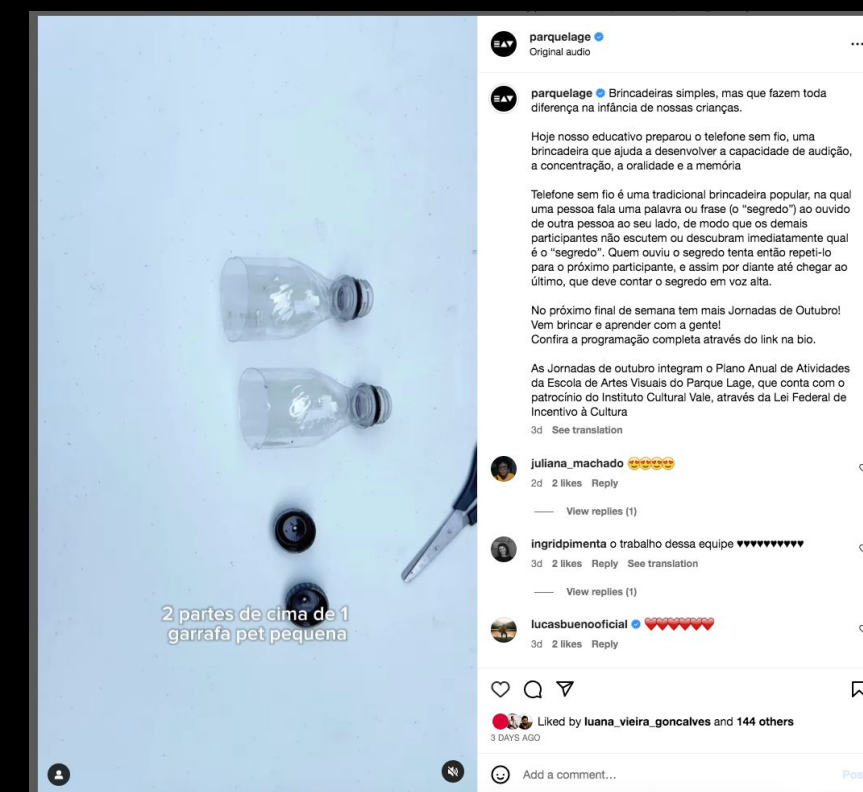 2 partes de cima de 1
garrafa pet pequena
parquelage
Original audio
parquelage Brincadeiras simples, mas que fazem toda
diferença na infância de nossas crianças.
Hoje nosso educativo preparou o telefone sem fio, uma
brincadeira que ajuda a desenvolver a capacidade de audição,
a concentração, a oralidade e a memória
Telefone sem fio é uma tradicional brincadeira popular, na qual
uma pessoa fala uma palavra ou frase (o “segredo”) ao ouvido
de outra pessoa ao seu lado, de modo que os demais
participantes não escutem ou descubram imediatamente qual
é o “segredo”. Quem ouviu o segredo tenta então repeti-lo
para o próximo participante, e assim por diante até chegar ao
último, que deve contar o segredo em voz alta.
No próximo final de semana tem mais Jornadas de Outubro!
Vem brincar e aprender com a gente!
Confira a programação completa através do link na bio.
As Jornadas de outubro integram o Plano Anual de Atividades
da Escola de Artes Visuais do Parque Lage, que conta com o
patrocínio do Instituto Cultural Vale, através da Lei Federal de
Incentivo à Cultura
3d See translation
juliana_machado 😍😍😍😍
2d 2 likes Reply
View replies (1)
ingridpimenta o trabalho dessa equipe ♥♥♥♥♥♥♥♥♥♥
3d 2 likes Reply See translation
View replies (1)
lucasbuenooficial ❤️❤️❤️❤️❤️❤️
3d 2 likes Reply
Liked by luana_vieira_goncalves and 144 others
3 DAYS AGO
Add a comment...